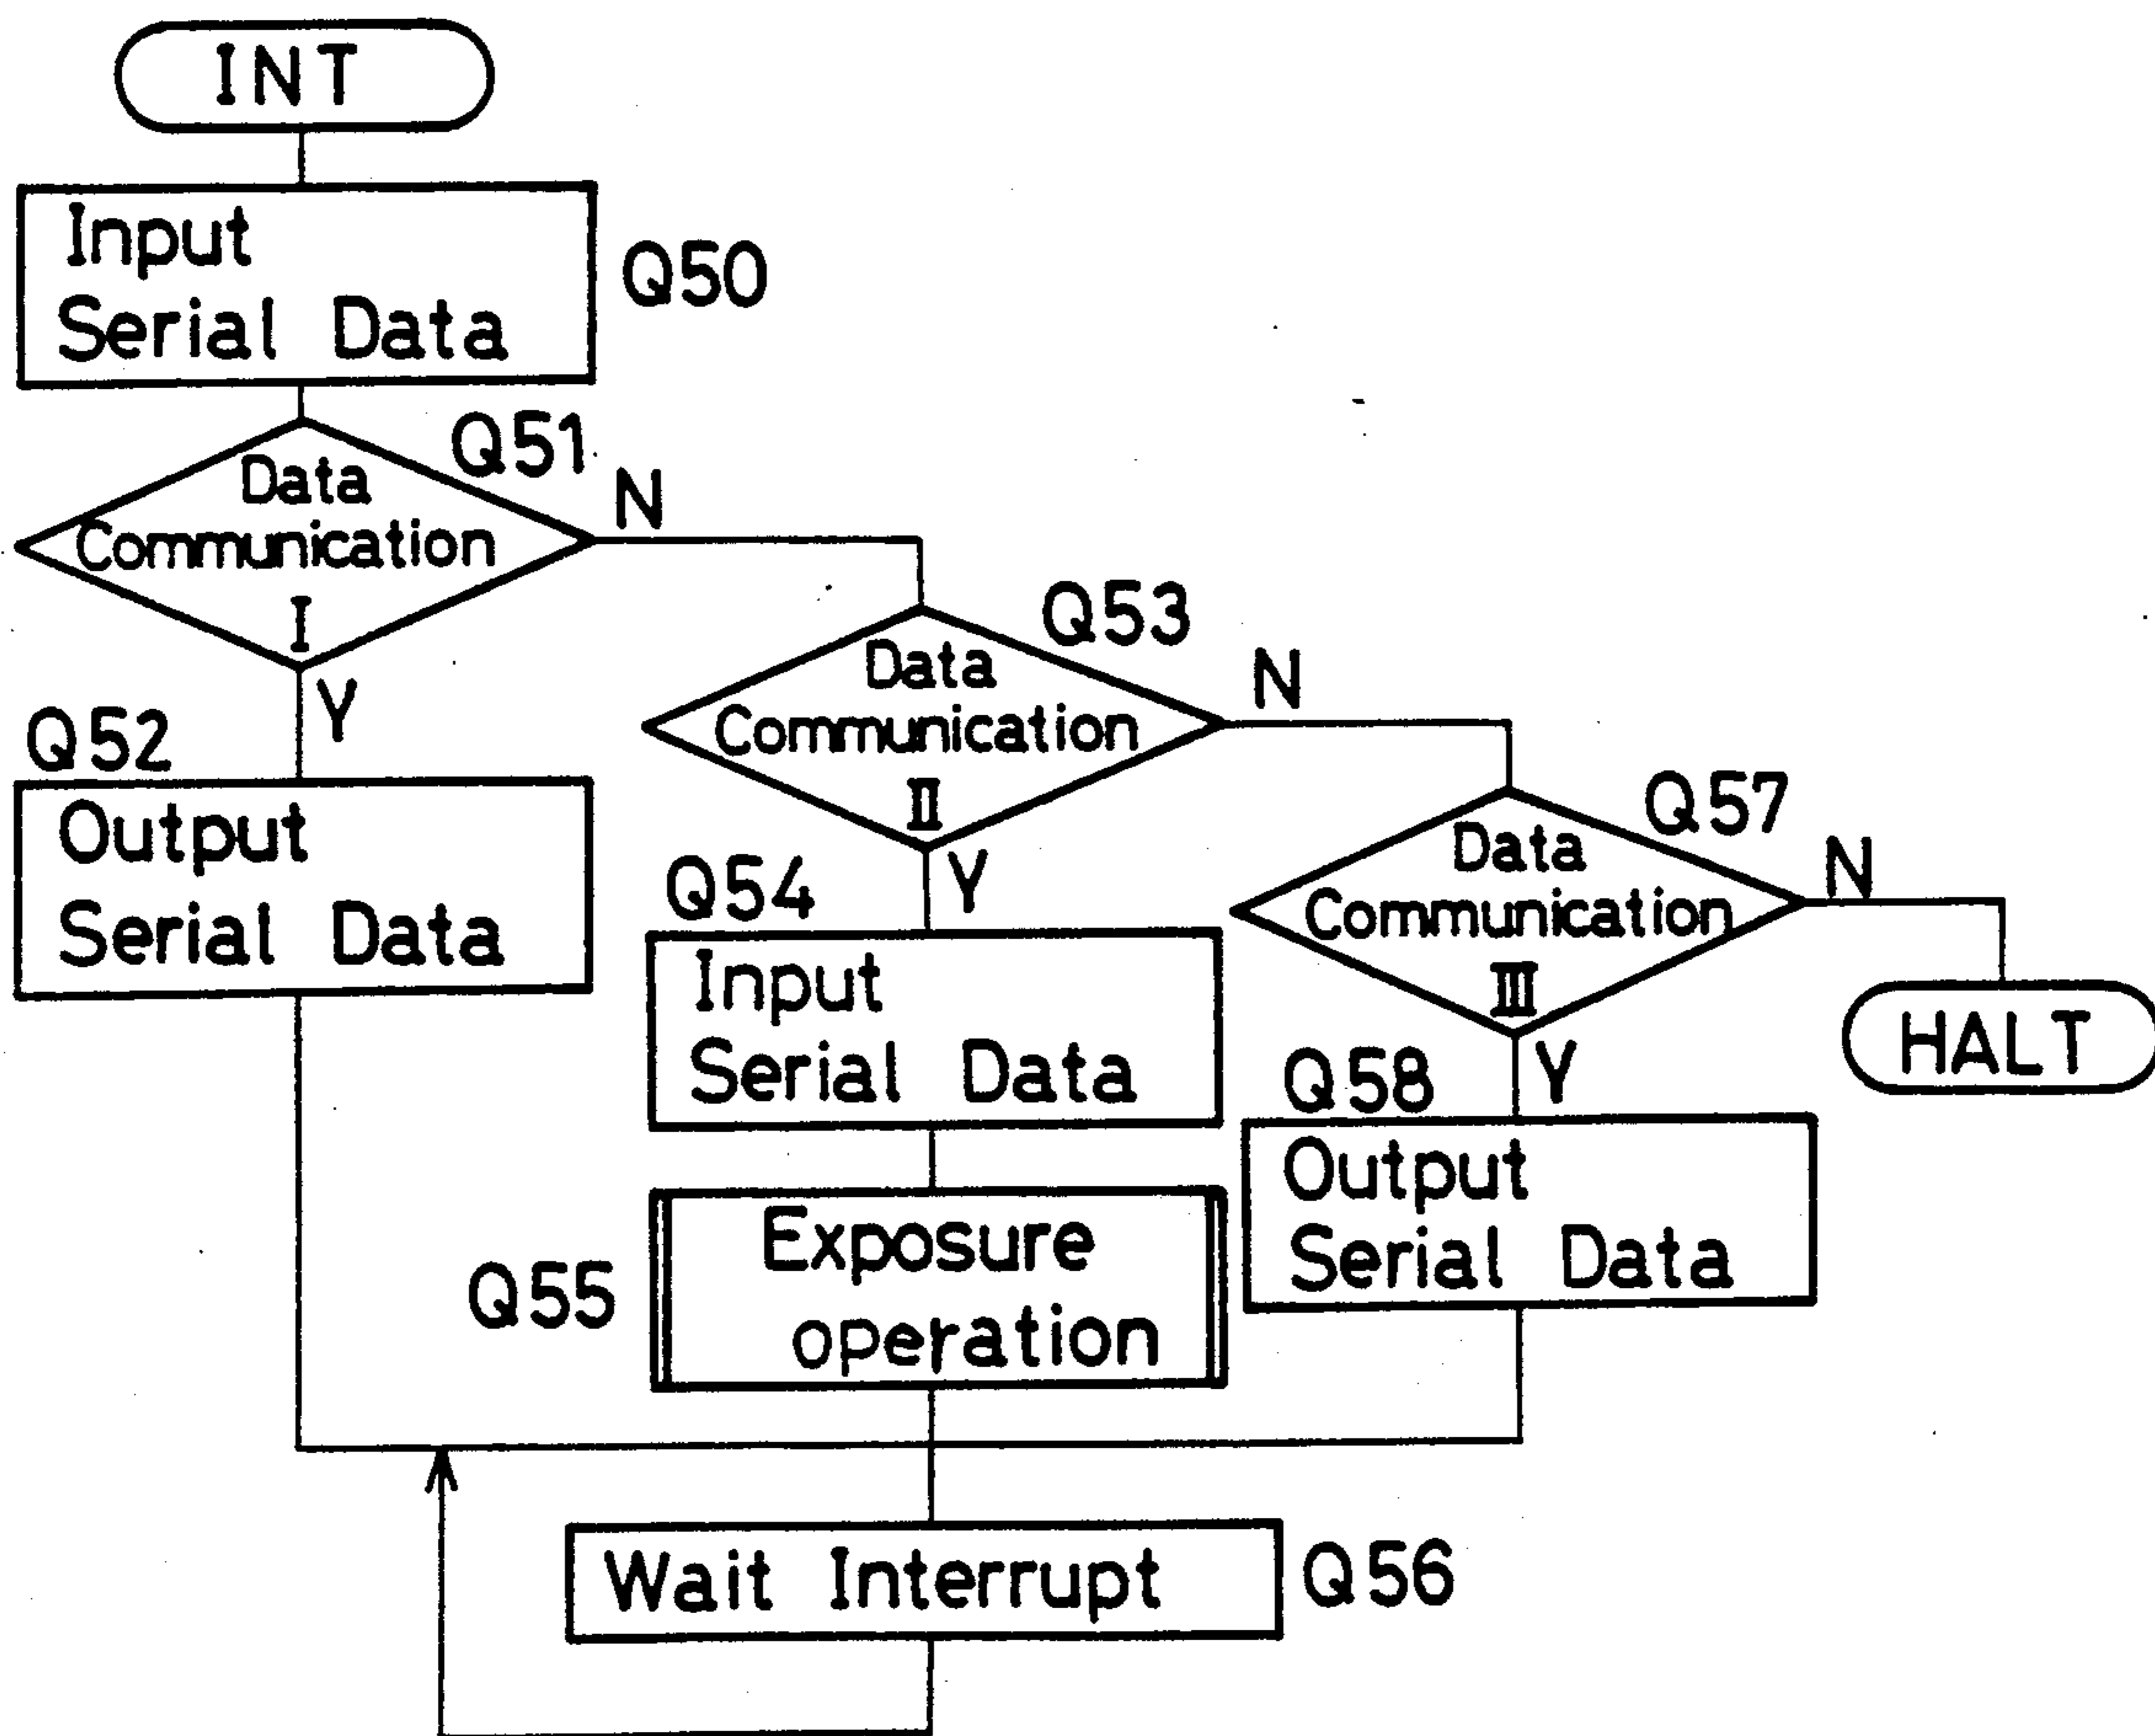 INT
Input
Serial Data
Q50
Q51
Data
Communication
I
N
Y
Q52
Output
Serial Data
Q53
Data
Communication
II
N
Y
Q54
Input
Serial Data
Q55
Exposure
operation
Q57
Data
Communication
III
N
HALT
Y
Q58
Output
Serial Data
Wait Interrupt
Q56